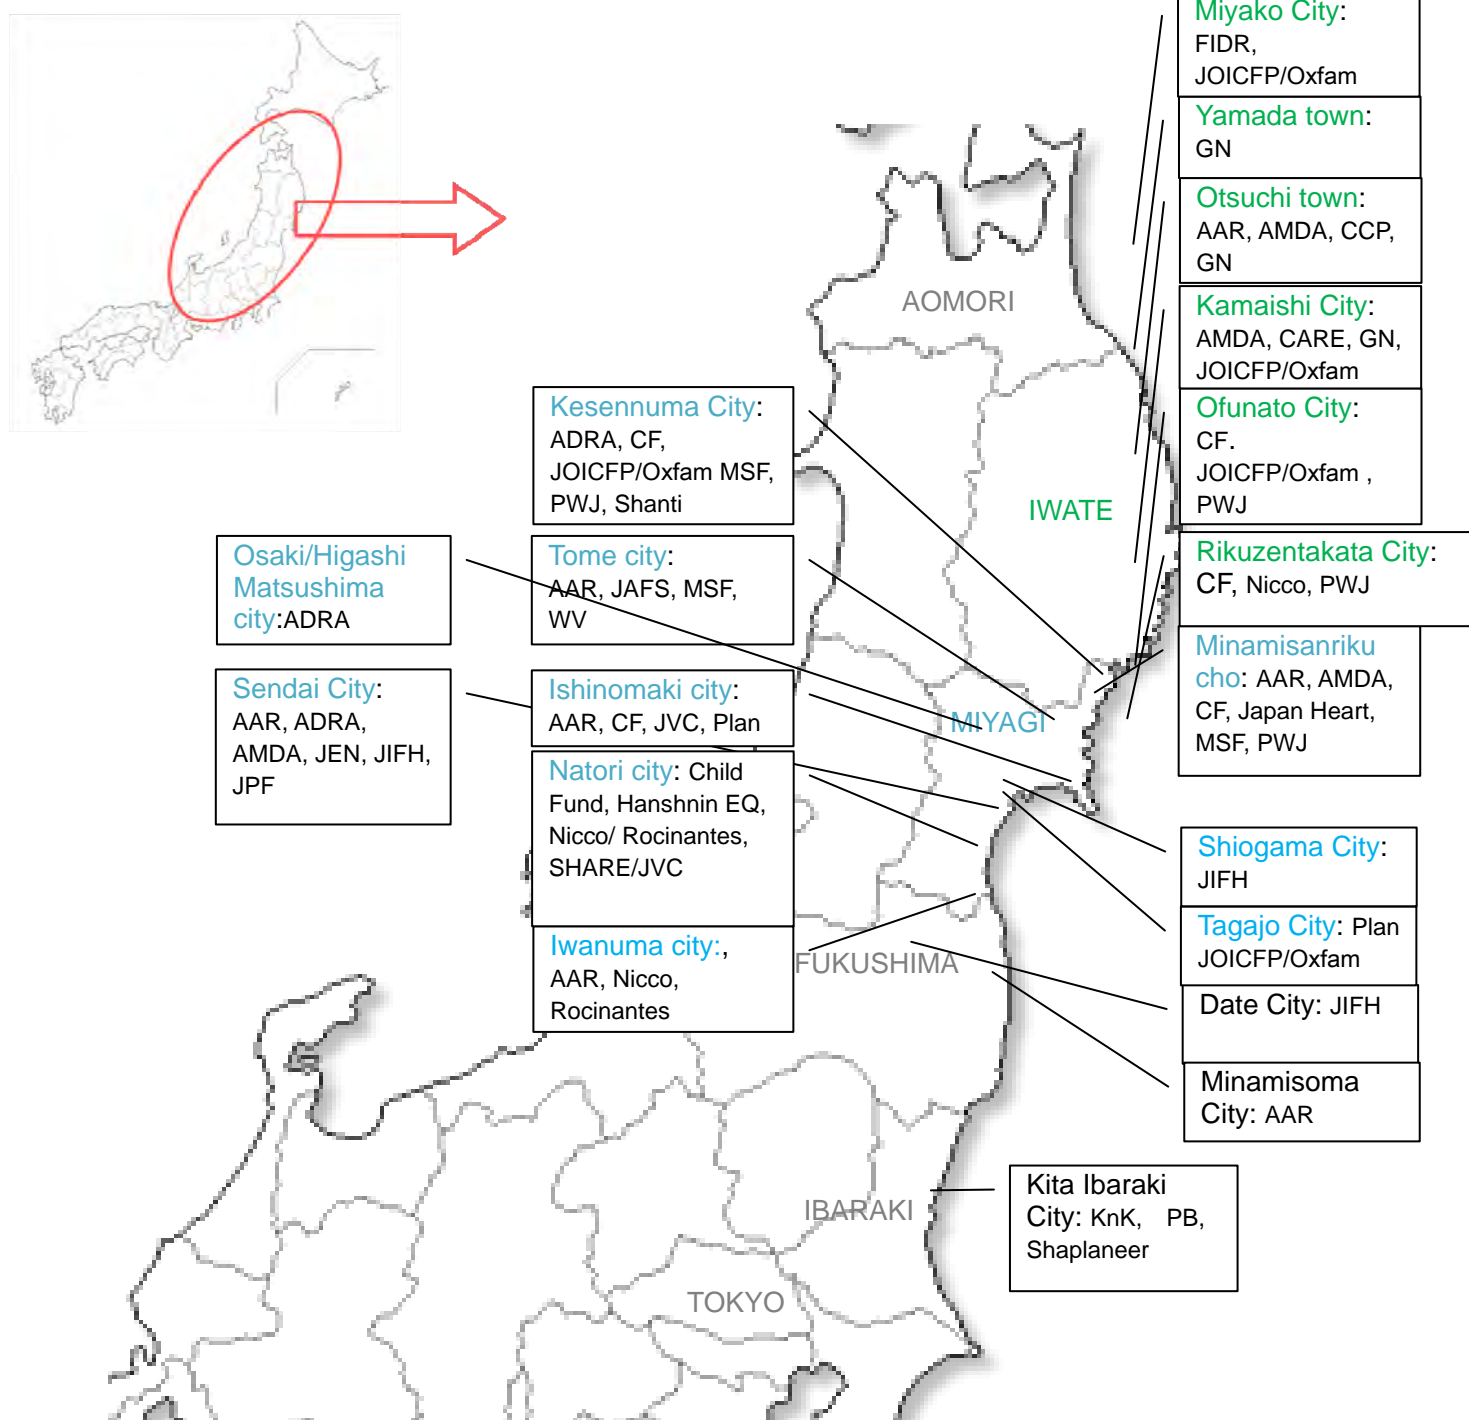 Miyako City:
FIDR,
JOICFP/Oxfam
Yamada town:
GN
Otsuchi town:
AAR, AMDA, CCP,
GN
Kamaishi City:
AMDA, CARE, GN,
JOICFP/Oxfam
Ofunato City:
CF.
JOICFP/Oxfam ,
PWJ
Rikuzentakata City:
CF, Nicco, PWJ
Minamisanriku
cho: AAR, AMDA,
CF, Japan Heart,
MSF, PWJ
AOMORI
IWATE
MIYAGI
FUKUSHIMA
IBARAKI
TOKYO
Kesennuma City:
ADRA, CF,
JOICFP/Oxfam MSF,
PWJ, Shanti
Osaki/Higashi
Matsushima
city:ADRA
Tome city:
AAR, JAFS, MSF,
WV
Sendai City:
AAR, ADRA,
AMDA, JEN, JIFH,
JPF
Ishinomaki city:
AAR, CF, JVC, Plan
Natori city: Child
Fund, Hanshnin EQ,
Nicco/ Rocinantes,
SHARE/JVC
Iwanuma city:,
AAR, Nicco,
Rocinantes
Shiogama City:
JIFH
Tagajo City: Plan
JOICFP/Oxfam
Date City: JIFH
Minamisoma
City: AAR
Kita Ibaraki
City: KnK, PB,
Shaplaneer